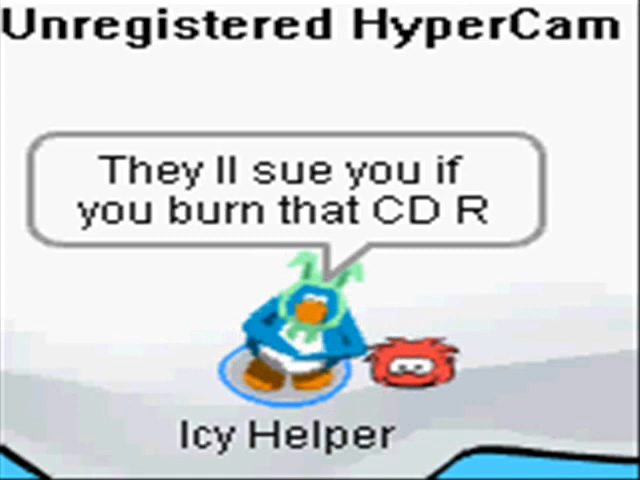 Unregistered HyperCam
They ll sue you if
you burn that CD R
Icy Helper